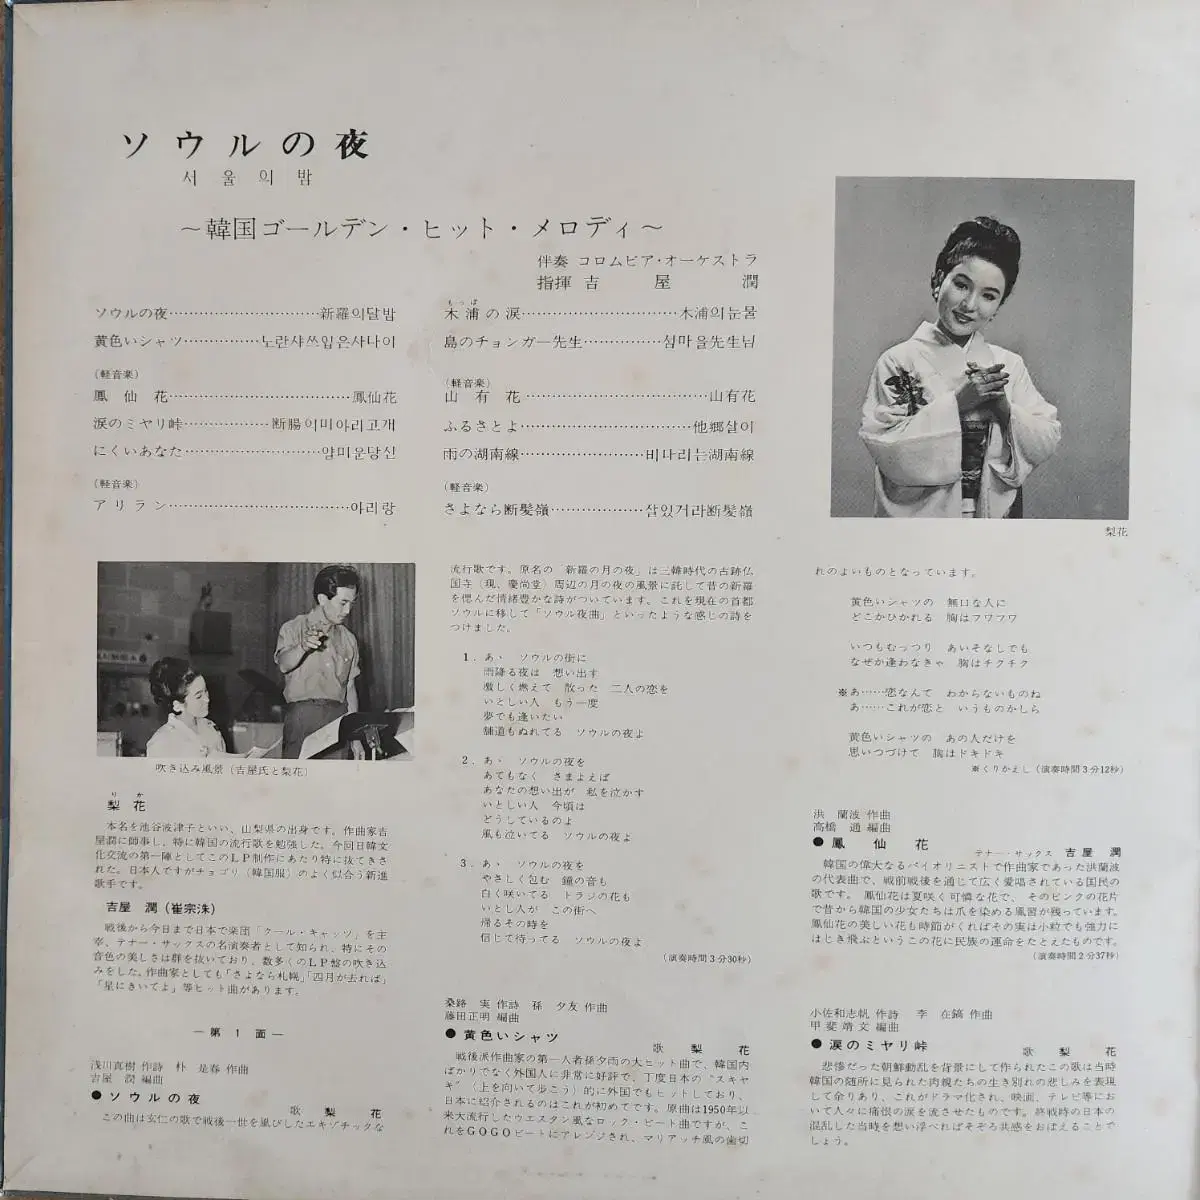 ソウルの夜
서울의밤
～韓国ゴールデン・ヒット・メロディ～
伴奏 コロムビア・オーケストラ
指揮 吉屋潤
ソウルの夜…………………………新羅의달밤
黄色いシャツ……………노란샤쓰입은사나이
(軽音楽)
鳳仙花………………………………鳳仙花
涙のミヤリ峠………………断腸이미아리고개
にくいあなた………………………얄미운당신
(軽音楽)
アリラン………………………………아리랑
もっぽ
木浦の涙…………………………木浦의눈물
島のチョンガー先生……………섬마을先生님
(軽音楽)
山有花………………………………山有花
ふるさとよ……………………………他郷살이
雨の湖南線……………………비나리는湖南線
(軽音楽)
さよなら断髪嶺………………잘있거라断髪嶺
梨花
吹き込み風景（吉屋氏と梨花）
りか
梨花
本名を池谷波津子といい、山梨県の出身です。作曲家吉
屋潤に師事し、特に韓国の流行歌を勉強した。今回日韓文
化交流の第一陣としてこのLP制作にあたり特に抜てきさ
れた。日本人ですがチョゴリ（韓国服）のよく似合う新進
歌手です。
吉屋 潤（崔宗洙）
戦後から今日まで日本で楽団「クール・キャッツ」を主
宰、テナー・サックスの名演奏者として知られ、特にその
音色の美しさは群を抜いており、数多くのLP盤の吹き込
みをした。作曲家としても「さよなら札幌」「四月が去れば」
「星にきいてよ」等ヒット曲があります。
―第1面―
浅川真樹 作詩 朴 是春 作曲
吉屋 潤 編曲
●ソウルの夜
歌 梨花
この曲は玄仁の歌で戦後一世を風びしたエキゾチックな
流行歌です。原名の「新羅の月の夜」は三韓時代の古跡仏
国寺（現、慶尚堂）周辺の月の夜の風景に託して昔の新羅
を偲んだ情緒豊かな詩がついています。これを現在の首都
ソウルに移して「ソウル夜曲」といったような感じの詩を
つけました。
1. あゝ ソウルの街に
雨降る夜は 想い出す
激しく燃えて 散った 二人の恋を
いとしい人 もう一度
夢でも逢いたい
舗道もぬれてる ソウルの夜よ
2. あゝ ソウルの夜を
あてもなく さまよえば
あなたの想い出が 私を泣かす
いとしい人 今頃は
どうしているのよ
風も泣いてる ソウルの夜よ
3. あゝ ソウルの夜を
やさしく包む 鐘の音も
白く咲いてる トラジの花も
いとし人が この街へ
帰るその時を
信じて待ってる ソウルの夜よ
（演奏時間3分30秒）
桑路 実 作詩 孫 夕友 作曲
藤田正明 編曲
●黄色いシャツ
歌 梨花
戦後派作曲家の第一人者孫夕雨の大ヒット曲で、韓国内
ばかりでなく外国人に非常に好評で、丁度日本の“スキヤ
キ”（上を向いて歩こう）的に外国でもヒットしており、
日本に紹介されるのはこれが初めてです。原曲は1950年以
来大流行したウエスタン風なロック・ビート曲ですが、こ
れをGOGOビートにアレンジされ、マリアッチ風の歯切
れのよいものとなっています。
黄色いシャツの 無口な人に
どこかひかれる 胸はフワフワ
いつもむっつり あいそなしでも
なぜか逢わなきゃ 胸はチクチク
※あ……恋なんて わからないものね
あ……これが恋と いうものかしら
黄色いシャツの あの人だけを
思いつづけて 胸はドキドキ
※くりかえし（演奏時間3分12秒）
洪 蘭波 作曲
高橋 通 編曲
●鳳仙花
テナー・サックス 吉屋 潤
韓国の偉大なるバイオリニストで作曲家であった洪蘭波
の代表曲で、戦前戦後を通じて広く愛唱されている国民の
歌です。 鳳仙花は夏咲く可憐な花で、そのピンクの花片
で昔から韓国の少女たちは爪を染める風習が残っています。
鳳仙花の美しい花も時節がくればその実は小粒でも強力に
はじき飛ぶというこの花に民族の運命をたとえたものです。
（演奏時間2分37秒）
小佐和志帆 作詩 李 在鎬 作曲
甲斐靖文 編曲
●涙のミヤリ峠
歌 梨花
悲惨だった朝鮮動乱を背景にして作られたこの歌は当時
韓国の随所に見られた肉親たちの生き別れの悲しみを表現
して余りあり、これがドラマ化され、映画、テレビ等にお
いて人々に痛恨の涙を流させたものです。終戦時の日本の
混乱した当時を想い浮べればそぞろ共感をおぼえることで
しょう。